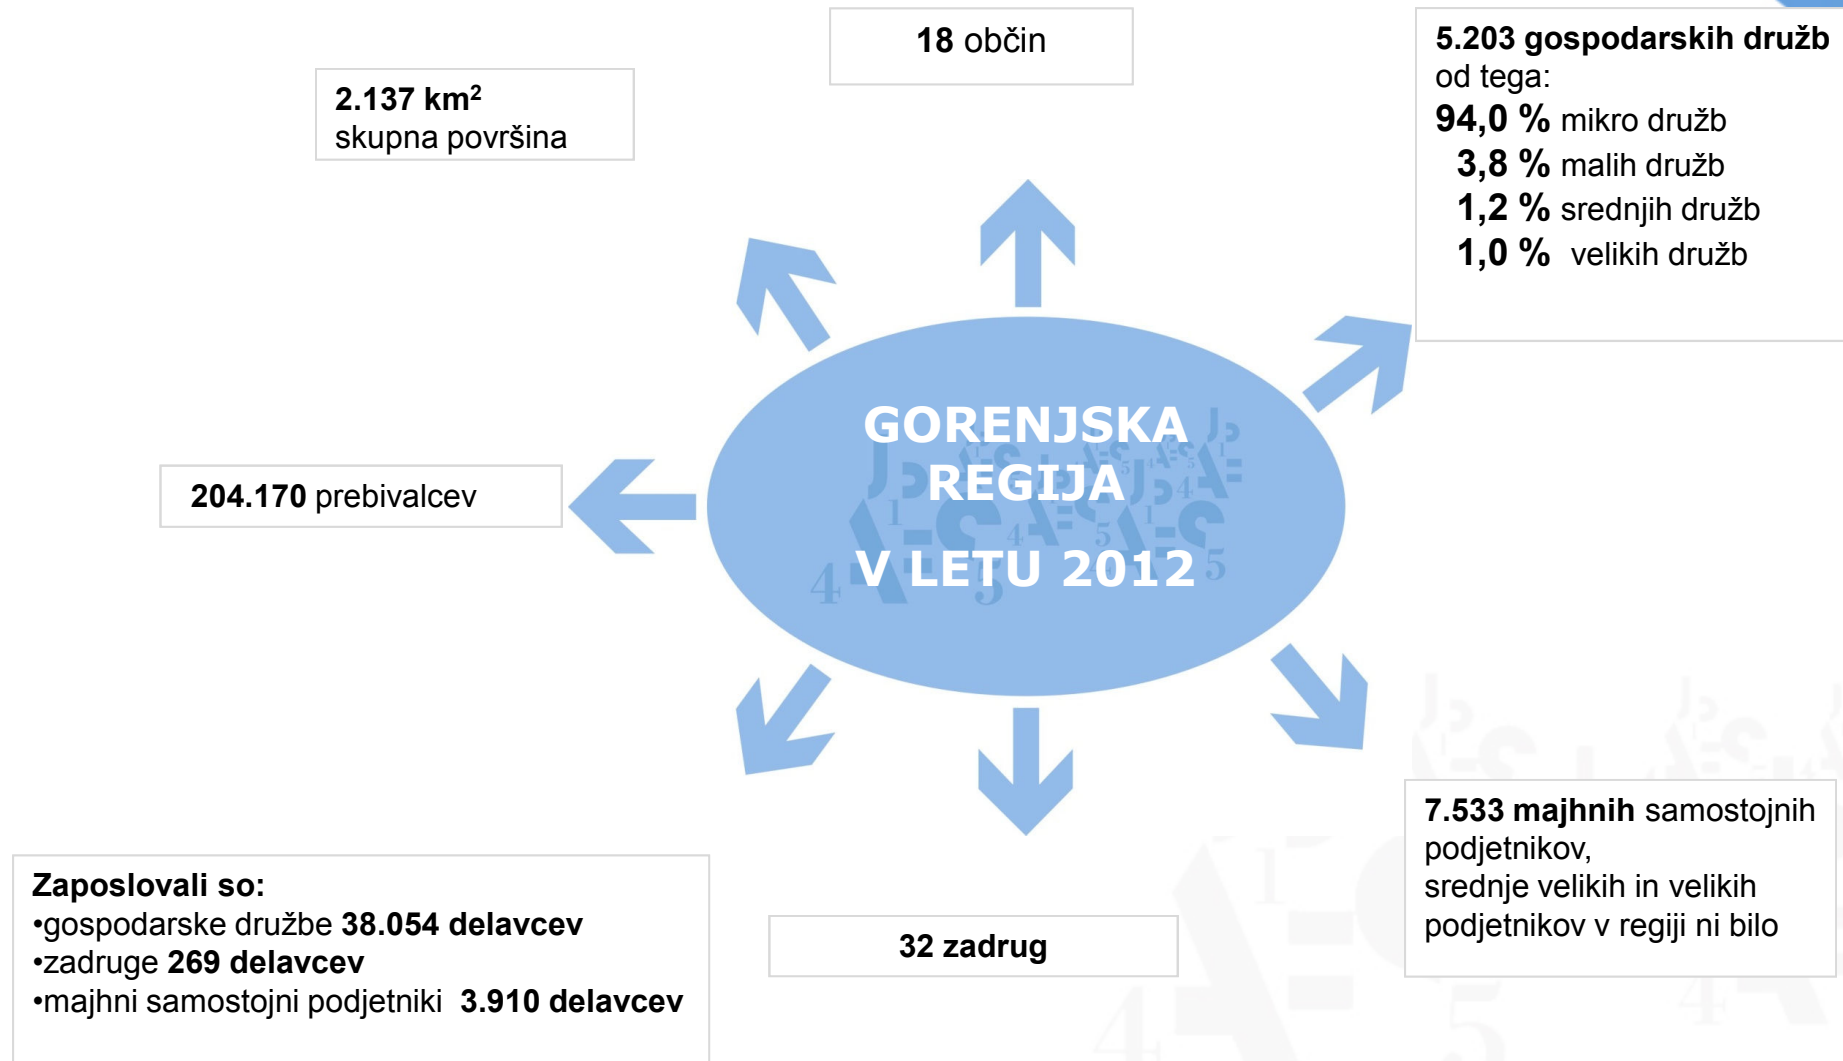 18 občin
2.137 km²
skupna površina
5.203 gospodarskih družb
od tega:
94,0 % mikro družb
3,8 % malih družb
1,2 % srednjih družb
1,0 % velikih družb
GORENJSKA
REGIJA
V LETU 2012
204.170 prebivalcev
7.533 majhnih samostojnih
podjetnikov,
srednje velikih in velikih
podjetnikov v regiji ni bilo
Zaposlovali so:
•gospodarske družbe 38.054 delavcev
•zadruge 269 delavcev
•majhni samostojni podjetniki 3.910 delavcev
32 zadrug